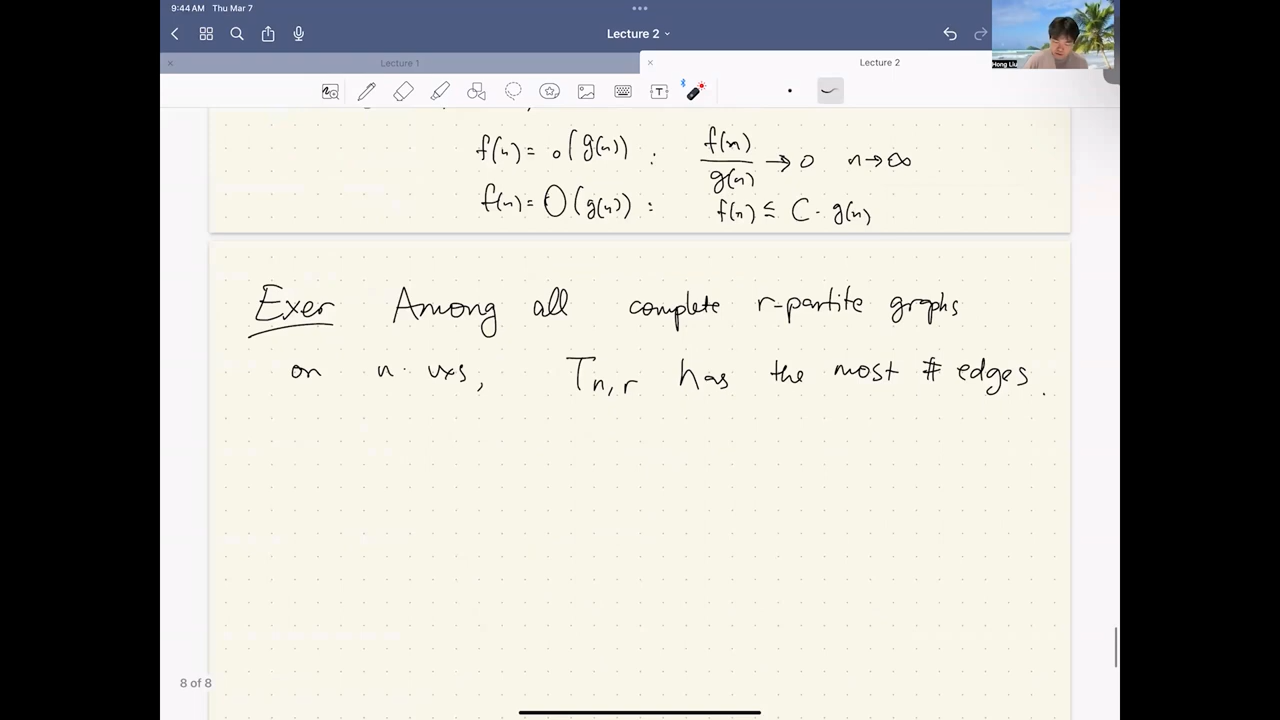 9:44 AM Thu Mar 7
Lecture 2
Hong Liu
Lecture 1
Lecture 2
f(n) = o(g(n)) : f(n)/g(n) → 0 n → ∞
f(n) = O(g(n)) : f(n) ≤ C · g(n)
Exer Among all complete r-partite graphs
on n vxs, Tn,r has the most # edges.
8 of 8